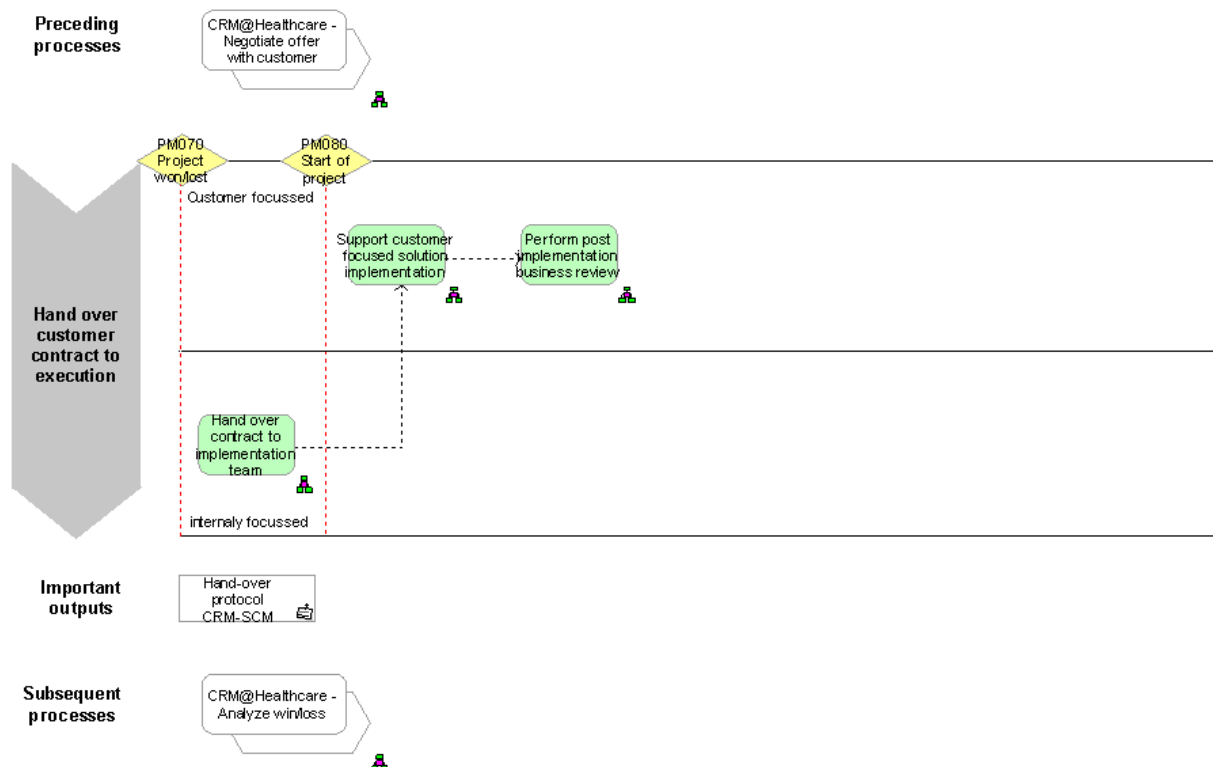 Preceding
processes
CRM@Healthcare -
Negotiate offer
with customer
PM070
Project
won/lost
PM080
Start of
project
Customer focussed
Support customer
focused solution
implementation
Perform post
implementation
business review
Hand over
customer
contract to
execution
Hand over
contract to
implementation
team
internaly focussed
Important
outputs
Hand-over
protocol
CRM-SCM
Subsequent
processes
CRM@Healthcare -
Analyze win/loss